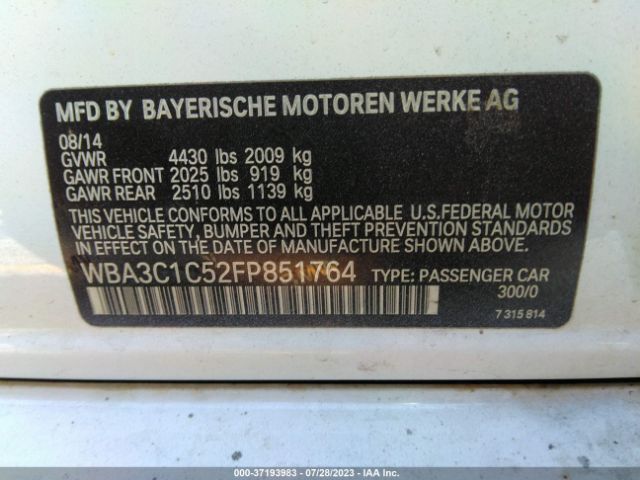 MFD BY BAYERISCHE MOTOREN WERKE AG
08/14
GVWR 4430 lbs 2009 kg
GAWR FRONT 2025 lbs 919 kg
GAWR REAR 2510 lbs 1139 kg
THIS VEHICLE CONFORMS TO ALL APPLICABLE U.S.FEDERAL MOTOR
VEHICLE SAFETY, BUMPER AND THEFT PREVENTION STANDARDS
IN EFFECT ON THE DATE OF MANUFACTURE SHOWN ABOVE.
WBA3C1C52FP851764 TYPE: PASSENGER CAR
300/0
7 315 814
000-37193983 | 07/28/2023 | IAA Inc.